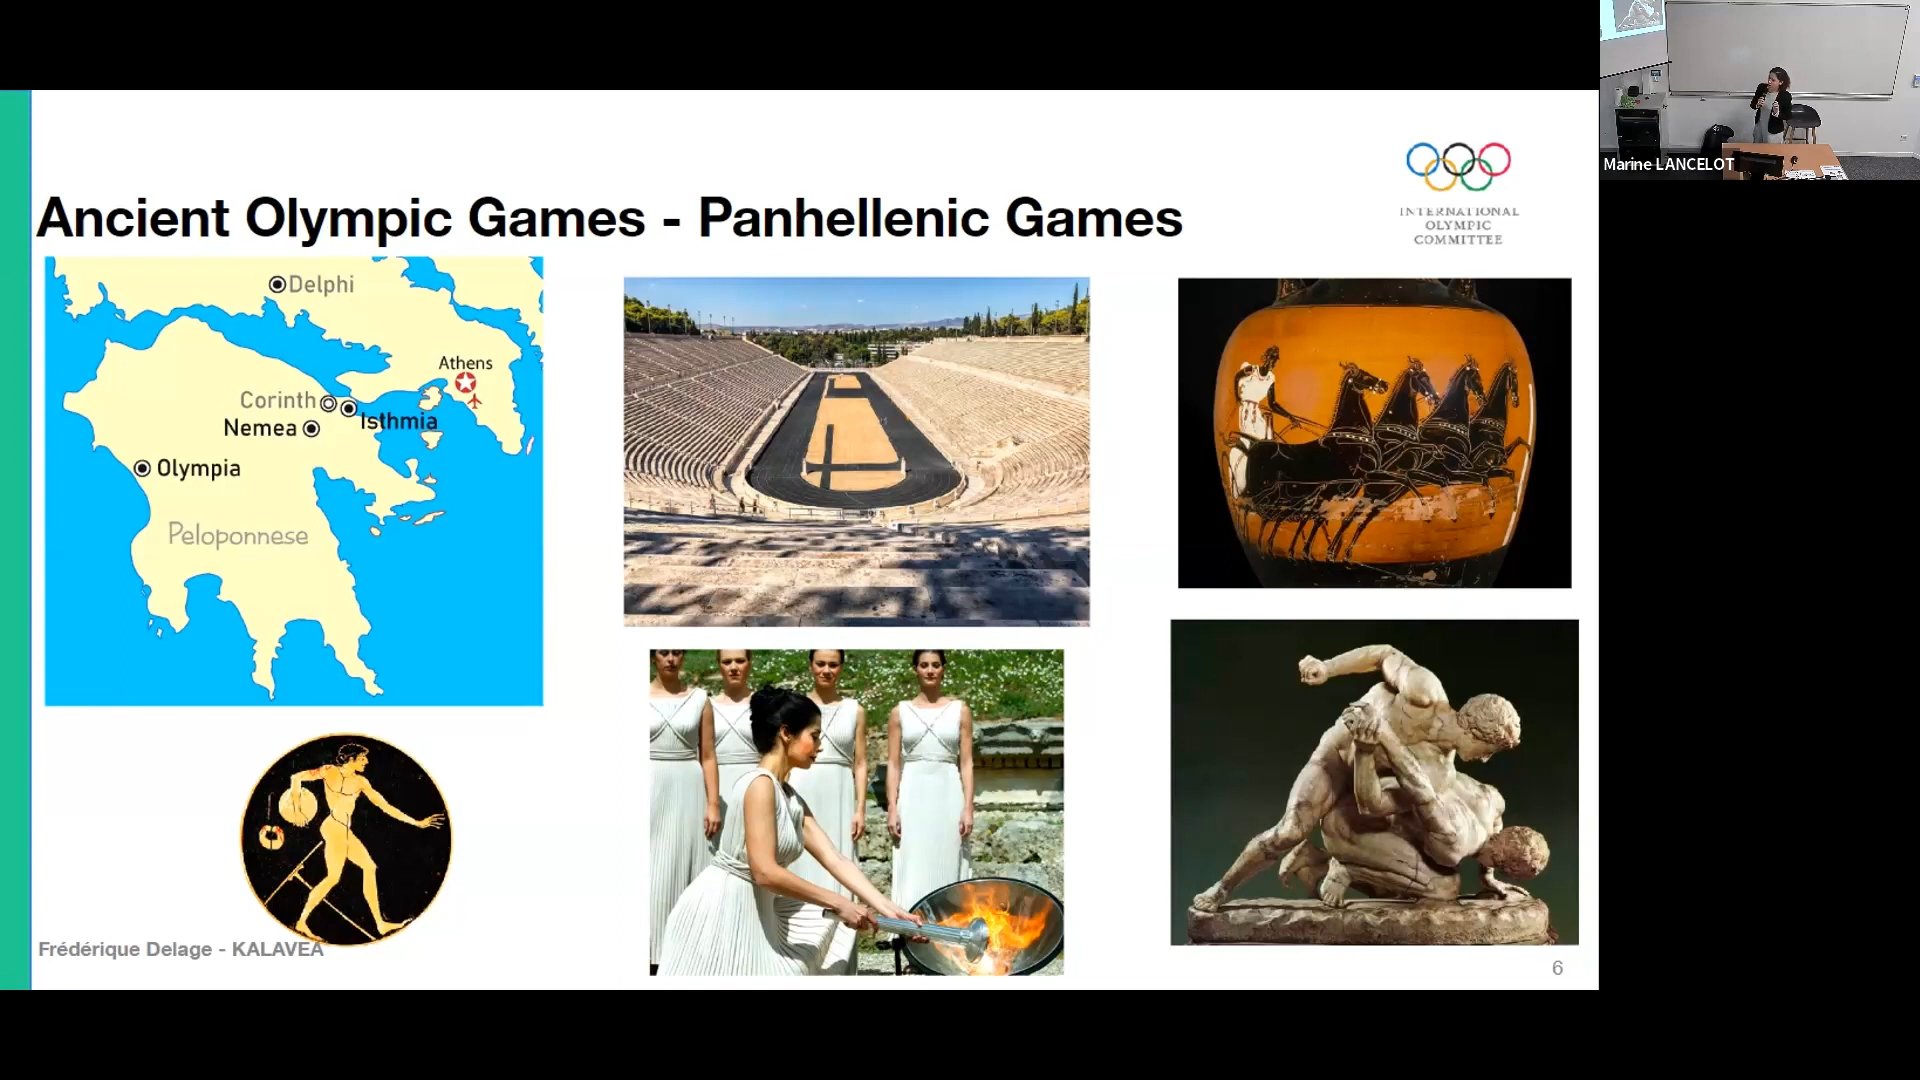 Marine LANCELOT
INTERNATIONAL
OLYMPIC
COMMITTEE
Ancient Olympic Games - Panhellenic Games
Delphi
Athens
Corinth
Isthmia
Nemea
Olympia
Peloponnese
Frédérique Delage - KALAVEA
6